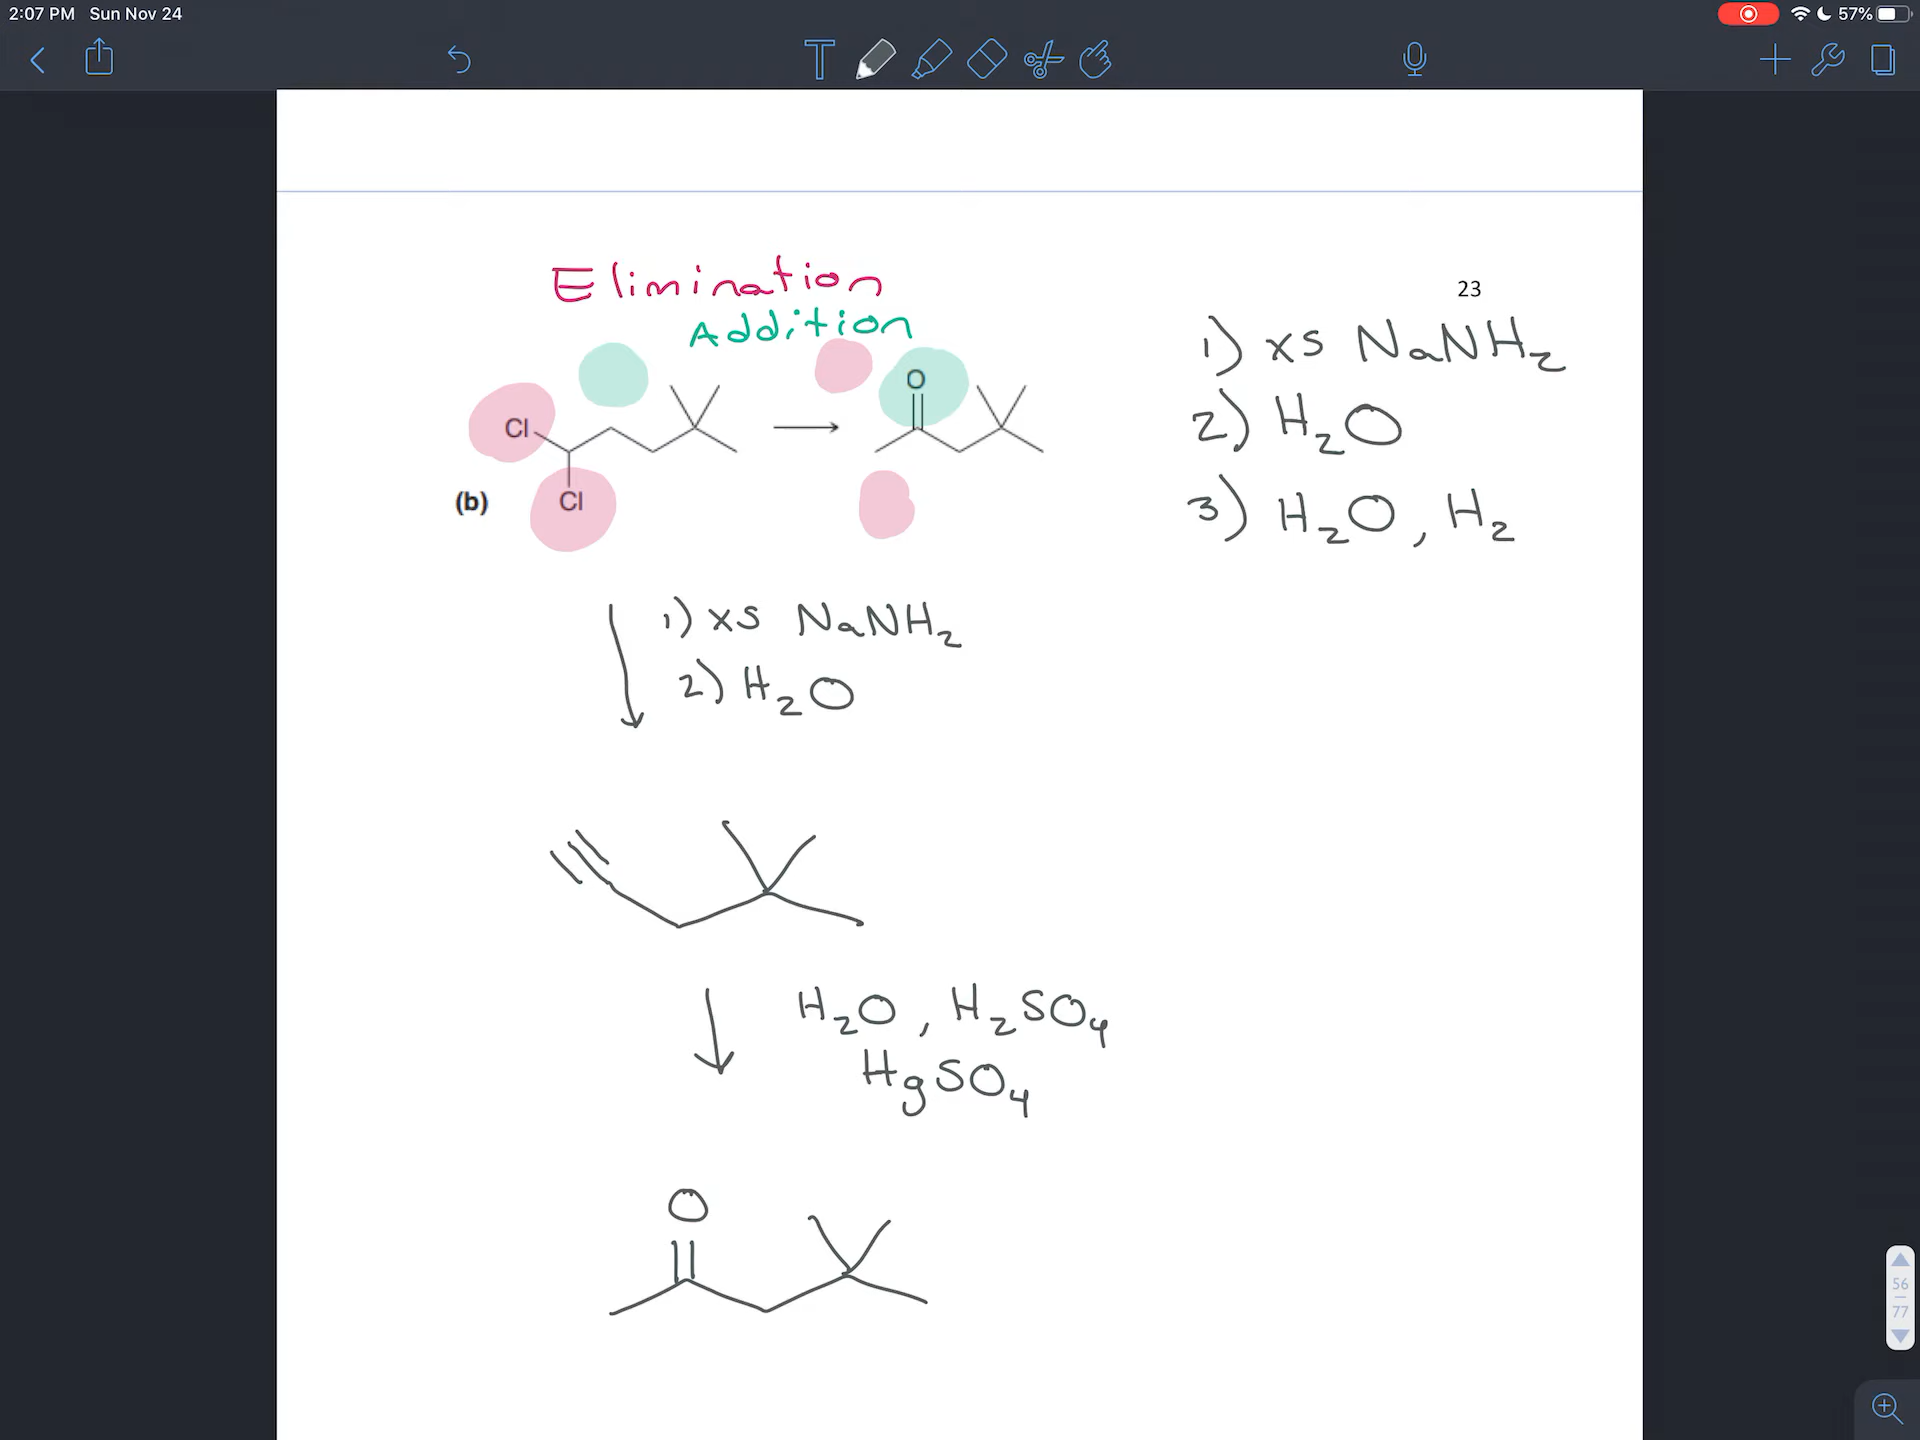 2:07 PM Sun Nov 24
57%
T
Elimination
Addition
23
Cl
Cl
O
(b)
1) xs NaNH₂
2) H₂O
3) H₂O, H₂
1) xs NaNH₂
2) H₂O
H₂O, H₂SO₄
HgSO₄
O
56
77